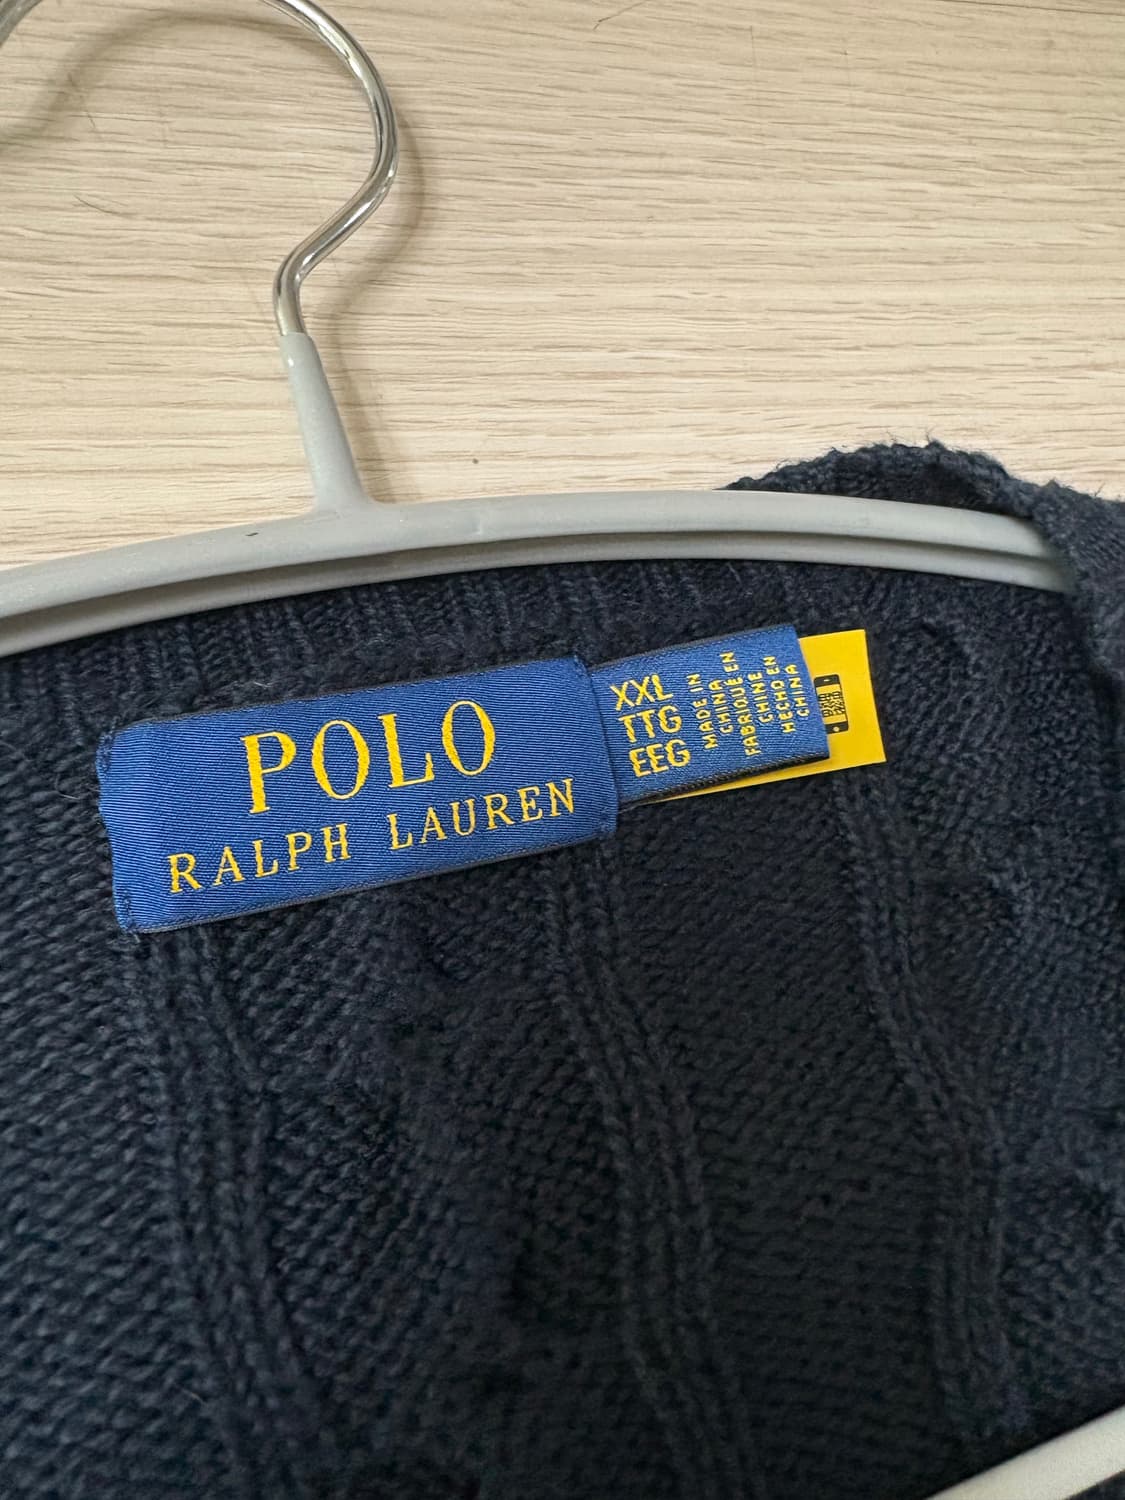 POLO
RALPH LAUREN
XXL
TTG
EEG
MADE IN
CHINA
FABRIQUÉ EN
CHINE
HECHO EN
CHINA